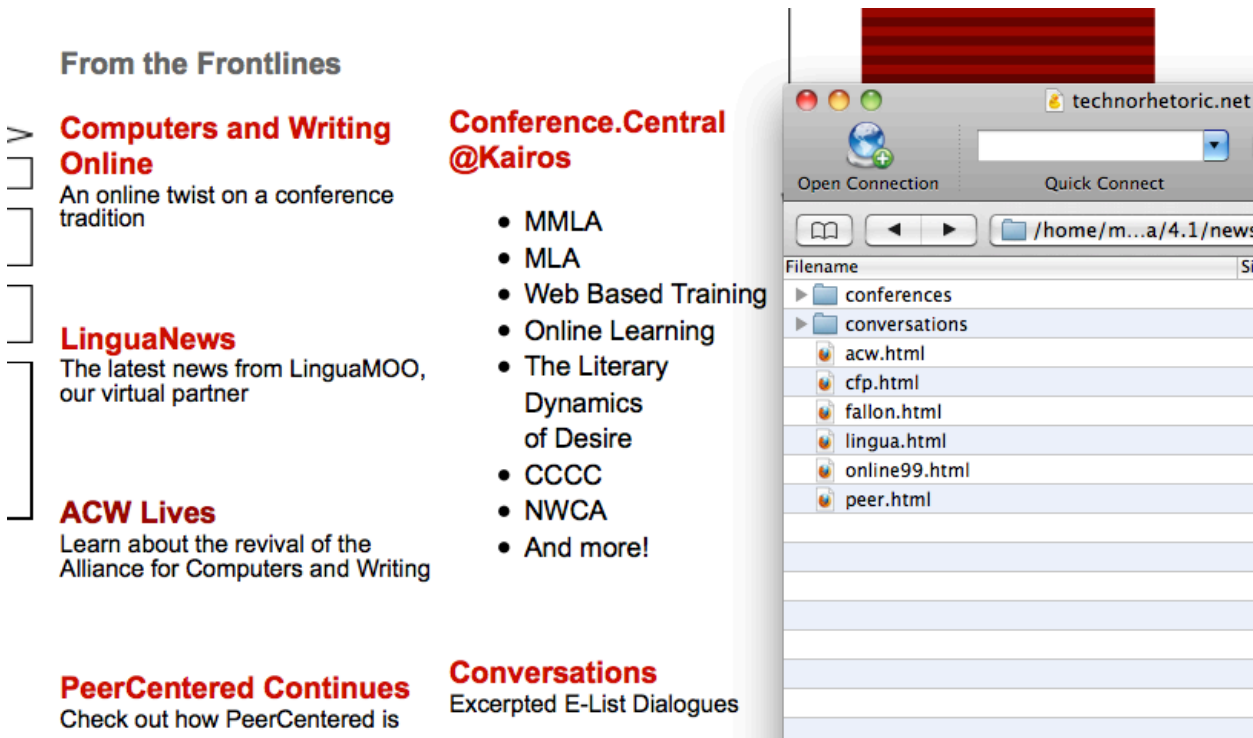 From the Frontlines
Computers and Writing
Online
An online twist on a conference
tradition
LinguaNews
The latest news from LinguaMOO,
our virtual partner
ACW Lives
Learn about the revival of the
Alliance for Computers and Writing
PeerCentered Continues
Check out how PeerCentered is
Conference.Central
@Kairos
• MMLA
• MLA
• Web Based Training
• Online Learning
• The Literary
Dynamics
of Desire
• CCCC
• NWCA
• And more!
Conversations
Excerpted E-List Dialogues
technorhetoric.net
Open Connection
Quick Connect
/home/m...a/4.1/news
Filename
Si
conferences
conversations
acw.html
cfp.html
fallon.html
lingua.html
online99.html
peer.html